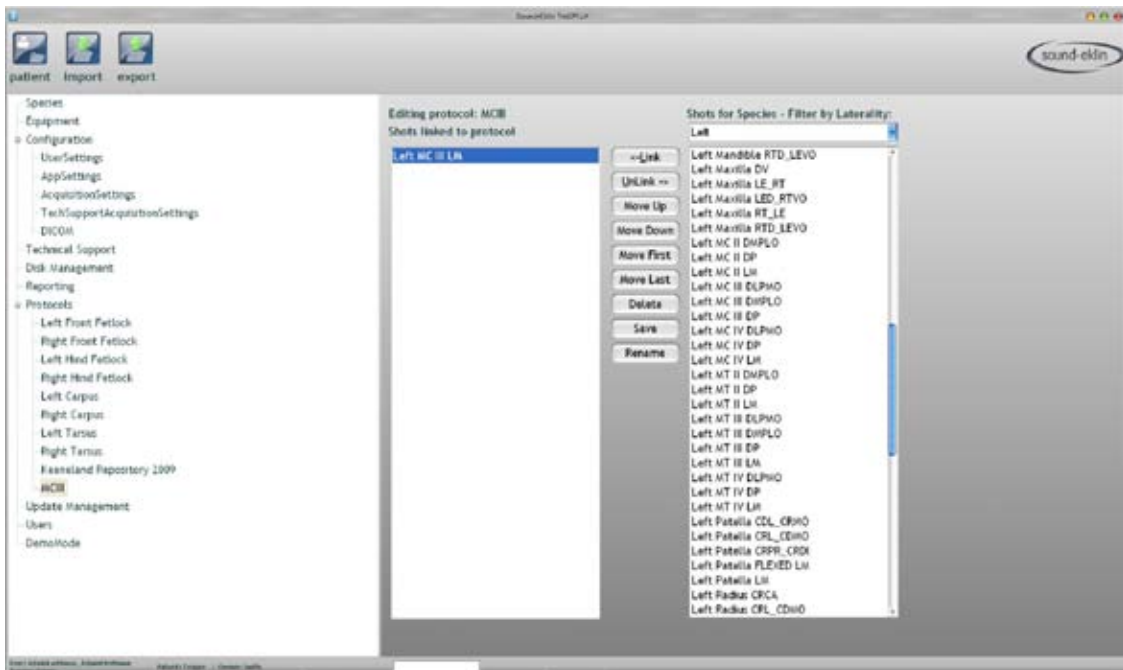 patient import export
sound-eklin
Species
Equipment
Configuration
UserSettings
AppSettings
AcquisitionSettings
TechSupportAcquisitionSettings
DICOM
Technical Support
Disk Management
Reporting
Protocols
Left Front Fetlock
Right Front Fetlock
Left Hind Fetlock
Right Hind Fetlock
Left Carpus
Right Carpus
Left Tarsus
Right Tarsus
Keeneland Repository 2009
MCIII
Update Management
Users
DemoMode
Editing protocol: MCIII
Shots linked to protocol
Left MC III LM
<--Link
UnLink -->
Move Up
Move Down
Move First
Move Last
Delete
Save
Rename
Shots for Species - Filter by Laterality:
Left
Left Mandible RTD_LEVO
Left Maxilla DV
Left Maxilla LE_RT
Left Maxilla LED_RTVO
Left Maxilla RT_LE
Left Maxilla RTD_LEVO
Left MC II DMPLO
Left MC II DP
Left MC II LM
Left MC III DLPMO
Left MC III DMPLO
Left MC III DP
Left MC IV DLPMO
Left MC IV DP
Left MC IV LM
Left MT II DMPLO
Left MT II DP
Left MT II LM
Left MT III DLPMO
Left MT III DMPLO
Left MT III DP
Left MT III LM
Left MT IV DLPMO
Left MT IV DP
Left MT IV LM
Left Patella CDL_CRMO
Left Patella CRL_CDMO
Left Patella CRPR_CRDI
Left Patella FLEXED LM
Left Patella LM
Left Radius CRCA
Left Radius CRL_CDMO